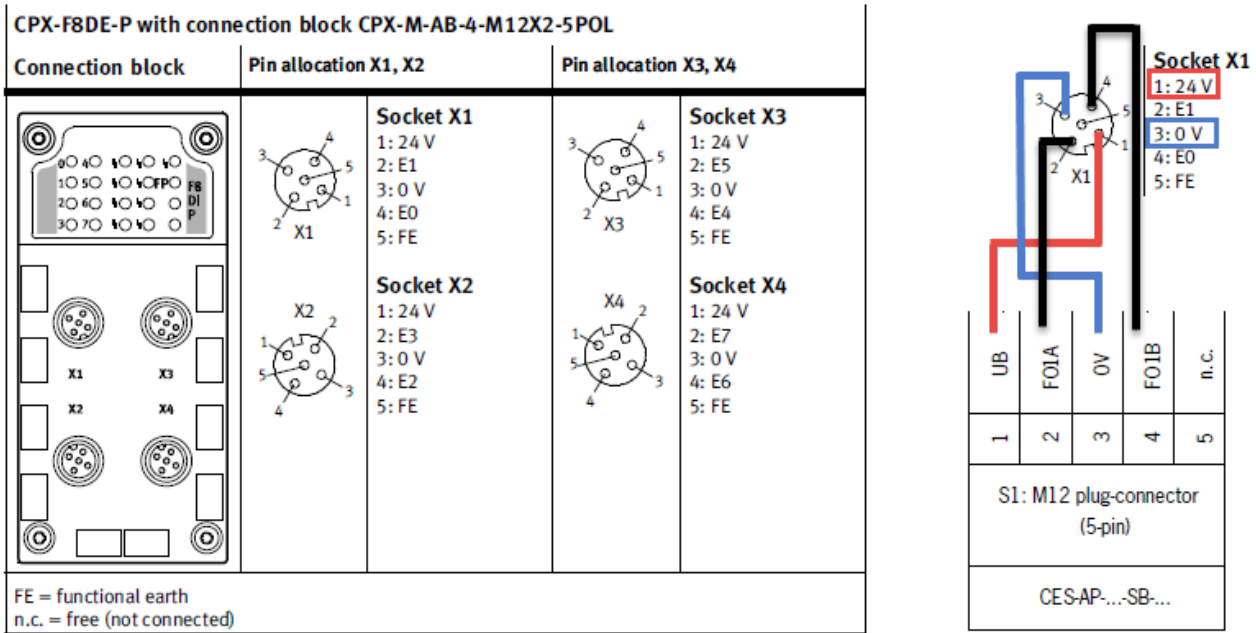 CPX-F8DE-P with connection block CPX-M-AB-4-M12X2-5POL
Connection block
Pin allocation X1, X2
Pin allocation X3, X4
0 4
1 5 FP
2 6
3 7
F8
DI
P
X1 X3
X2 X4
3 4 5 1 2
X1
Socket X1
1: 24 V
2: E1
3: 0 V
4: E0
5: FE
X2
1 2 5 3 4
Socket X2
1: 24 V
2: E3
3: 0 V
4: E2
5: FE
3 4 5 1 2
X3
Socket X3
1: 24 V
2: E5
3: 0 V
4: E4
5: FE
X4
1 2 5 3 4
Socket X4
1: 24 V
2: E7
3: 0 V
4: E6
5: FE
FE = functional earth
n.c. = free (not connected)
3 4 5 1 2
X1
Socket X1
1: 24 V
2: E1
3: 0 V
4: E0
5: FE
UB FO1A 0V FO1B n.c.
1 2 3 4 5
S1: M12 plug-connector
(5-pin)
CES-AP-...-SB-...